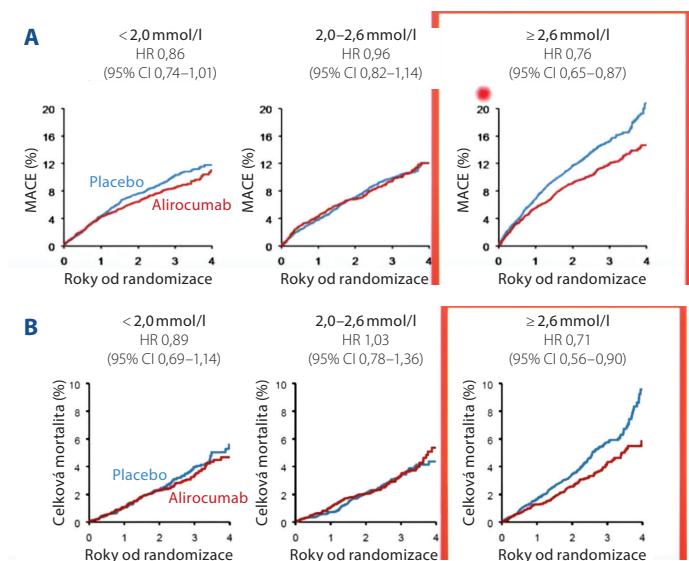 A
< 2,0 mmol/l
HR 0,86
(95% CI 0,74–1,01)
MACE (%)
20
16
12
8
4
0
Placebo
Alirocumab
0 1 2 3 4
Roky od randomizace
2,0–2,6 mmol/l
HR 0,96
(95% CI 0,82–1,14)
MACE (%)
20
16
12
8
4
0
0 1 2 3 4
Roky od randomizace
≥ 2,6 mmol/l
HR 0,76
(95% CI 0,65–0,87)
MACE (%)
20
16
12
8
4
0
0 1 2 3 4
Roky od randomizace
B
< 2,0 mmol/l
HR 0,89
(95% CI 0,69–1,14)
Celková mortalita (%)
10
8
6
4
2
0
Placebo
Alirocumab
0 1 2 3 4
Roky od randomizace
2,0–2,6 mmol/l
HR 1,03
(95% CI 0,78–1,36)
Celková mortalita (%)
10
8
6
4
2
0
0 1 2 3 4
Roky od randomizace
≥ 2,6 mmol/l
HR 0,71
(95% CI 0,56–0,90)
Celková mortalita (%)
10
8
6
4
2
0
0 1 2 3 4
Roky od randomizace